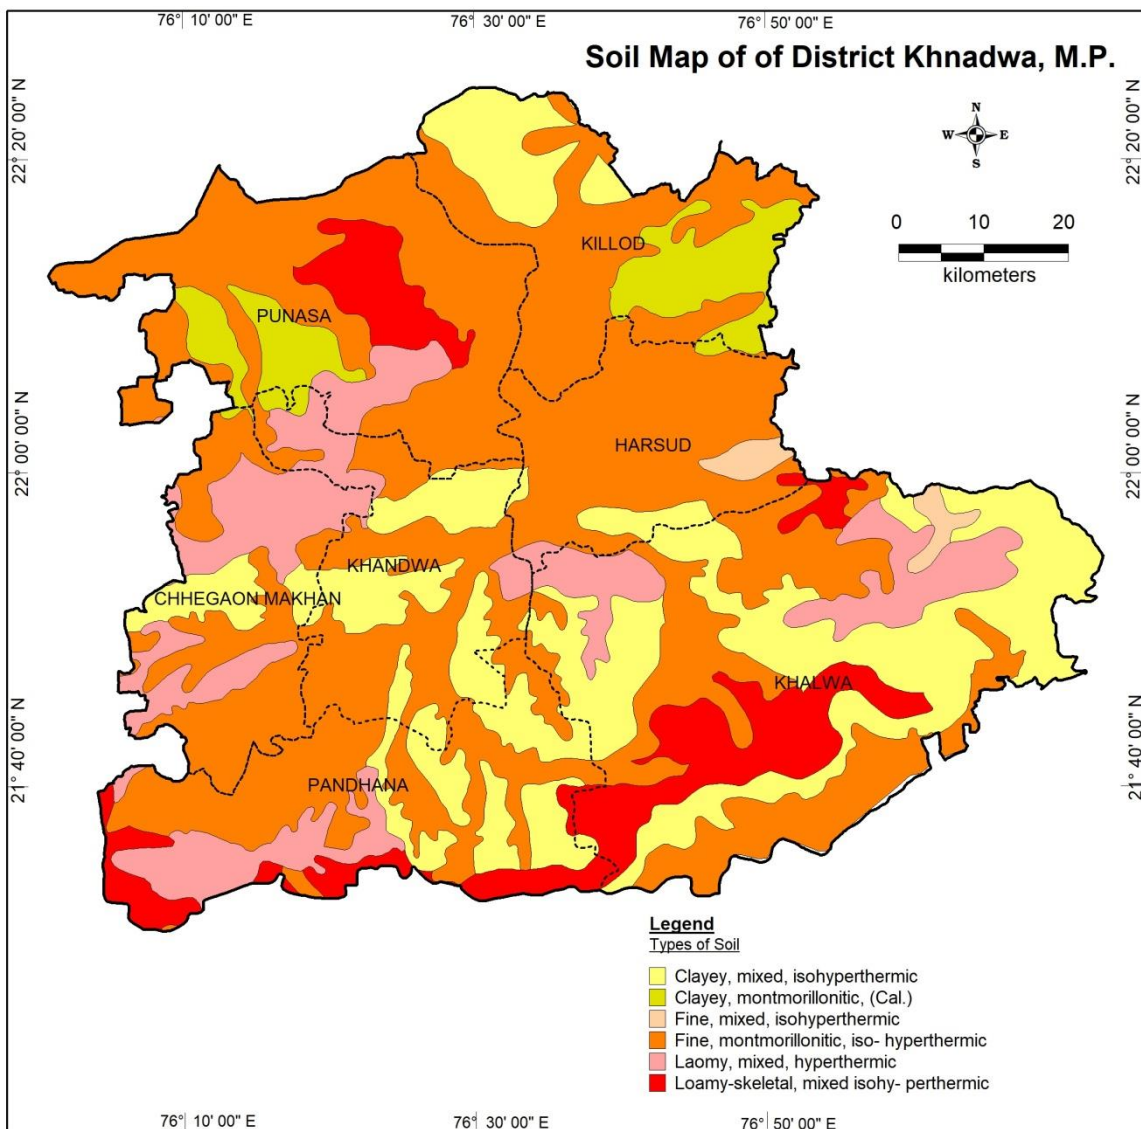 76° 10' 00" E
76° 30' 00" E
76° 50' 00" E
Soil Map of of District Khnadwa, M.P.
22° 20' 00" N
22° 20' 00" N
N
W E
S
0 10 20
kilometers
KILLOD
PUNASA
HARSUD
22° 00' 00" N
22° 00' 00" N
KHANDWA
CHHEGAON MAKHAN
KHALWA
21° 40' 00" N
21° 40' 00" N
PANDHANA
Legend
Types of Soil
Clayey, mixed, isohyperthermic
Clayey, montmorillonitic, (Cal.)
Fine, mixed, isohyperthermic
Fine, montmorillonitic, iso- hyperthermic
Laomy, mixed, hyperthermic
Loamy-skeletal, mixed isohy- perthermic
76° 10' 00" E
76° 30' 00" E
76° 50' 00" E